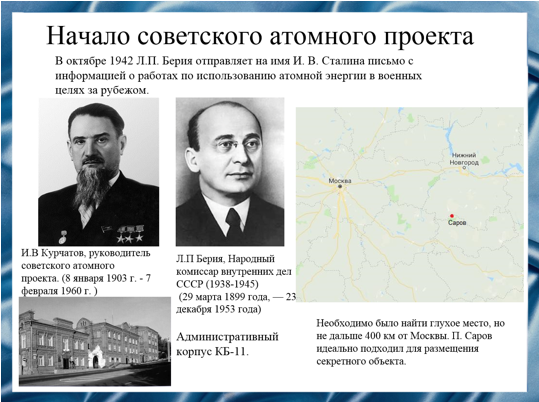 Начало советского атомного проекта
В октябре 1942 Л.П. Берия отправляет на имя И. В. Сталина письмо с
информацией о работах по использованию атомной энергии в военных
целях за рубежом.
И.В Курчатов, руководитель
советского атомного
проекта. (8 января 1903 г. - 7
февраля 1960 г. )
Л.П Берия, Народный
комиссар внутренних дел
СССР (1938-1945)
(29 марта 1899 года, — 23
декабря 1953 года)
Административный
корпус КБ-11.
Москва
Нижний
Новгород
Саров
Необходимо было найти глухое место, но
не дальше 400 км от Москвы. П. Саров
идеально подходил для размещения
секретного объекта.